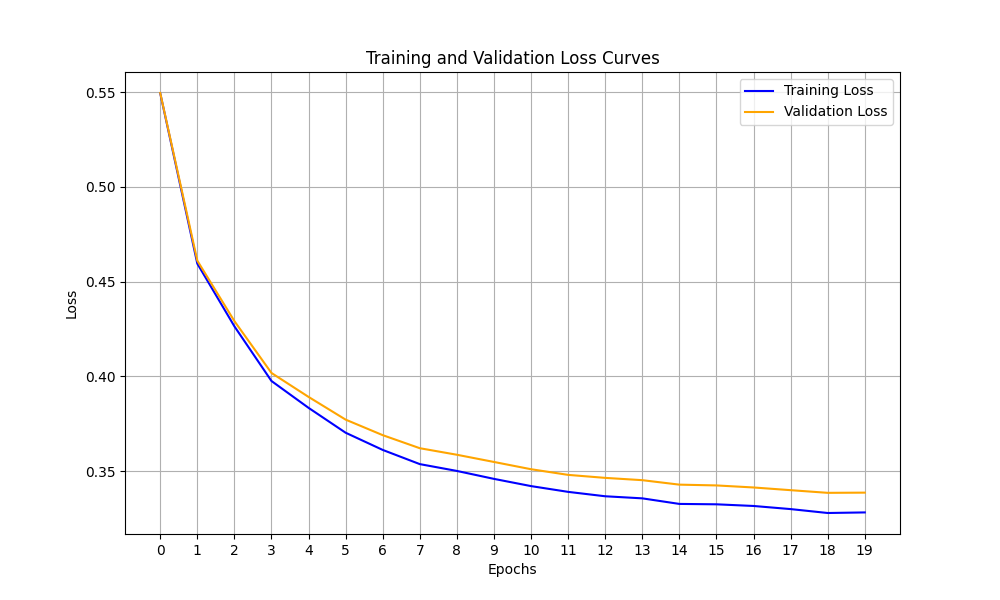 Training and Validation Loss Curves
Training Loss
Validation Loss
0.55
0.50
0.45
0.40
0.35
Loss
0 1 2 3 4 5 6 7 8 9 10 11 12 13 14 15 16 17 18 19
Epochs